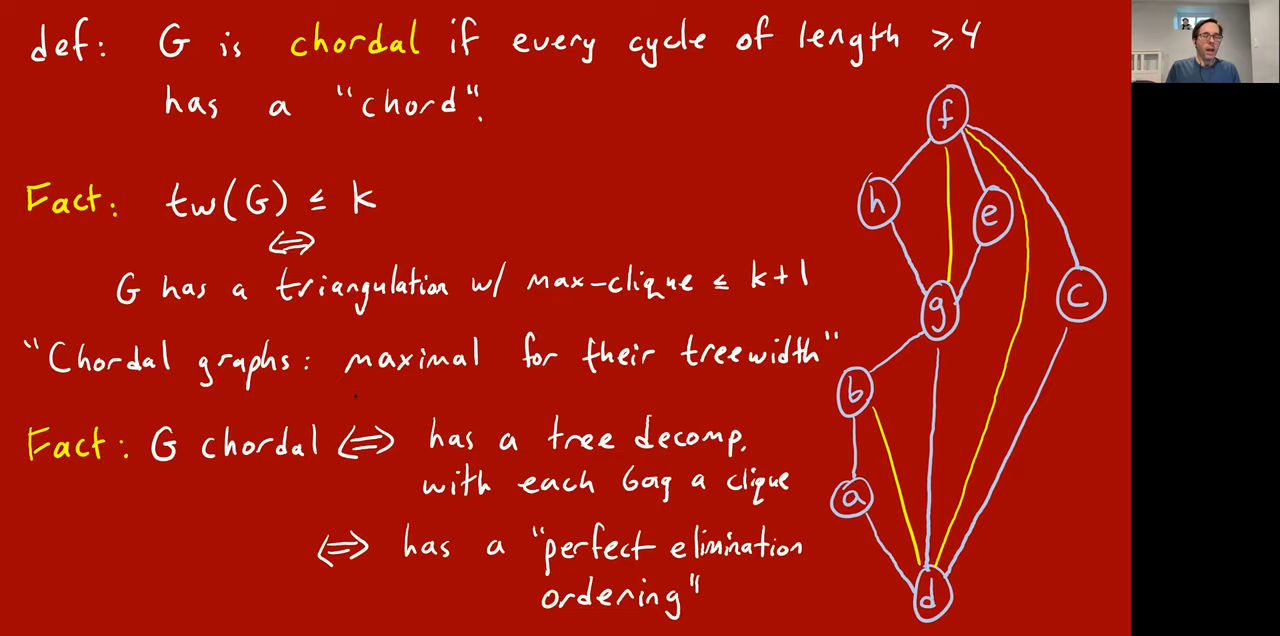 def: G is chordal if every cycle of length ⩾4
has a "chord".
Fact: tw(G) ≤ k
⇔
G has a triangulation w/ max-clique ≤ k+1
"Chordal graphs: maximal for their treewidth"
Fact: G chordal ⇔ has a tree decomp.
with each bag a clique
⇔ has a "perfect elimination
ordering"
f
h
e
g
c
b
a
d